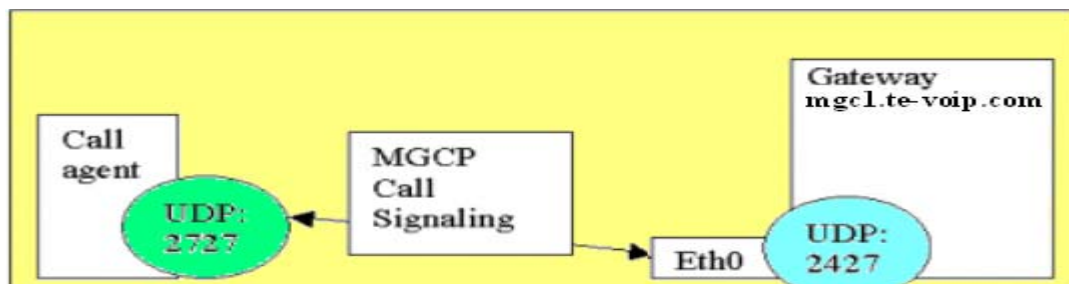 Call
agent
UDP:
2727
MGCP
Call
Signaling
Eth0
Gateway
mgc1.te-voip.com
UDP:
2427